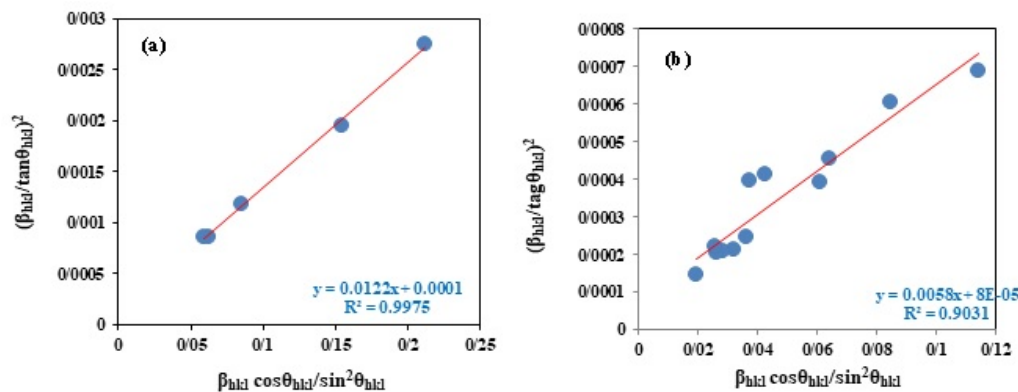 (a)
0/003
0/0025
0/002
0/0015
0/001
0/0005
0
(βhkl/tanθhkl)²
y = 0.0122x + 0.0001
R² = 0.9975
0 0/05 0/1 0/15 0/2 0/25
βhkl cosθhkl/sin²θhkl
(b)
0/0008
0/0007
0/0006
0/0005
0/0004
0/0003
0/0002
0/0001
0
(βhkl/tagθhkl)²
y = 0.0058x + 8E-05
R² = 0.9031
0 0/02 0/04 0/06 0/08 0/1 0/12
βhkl cosθhkl/sin²θhkl